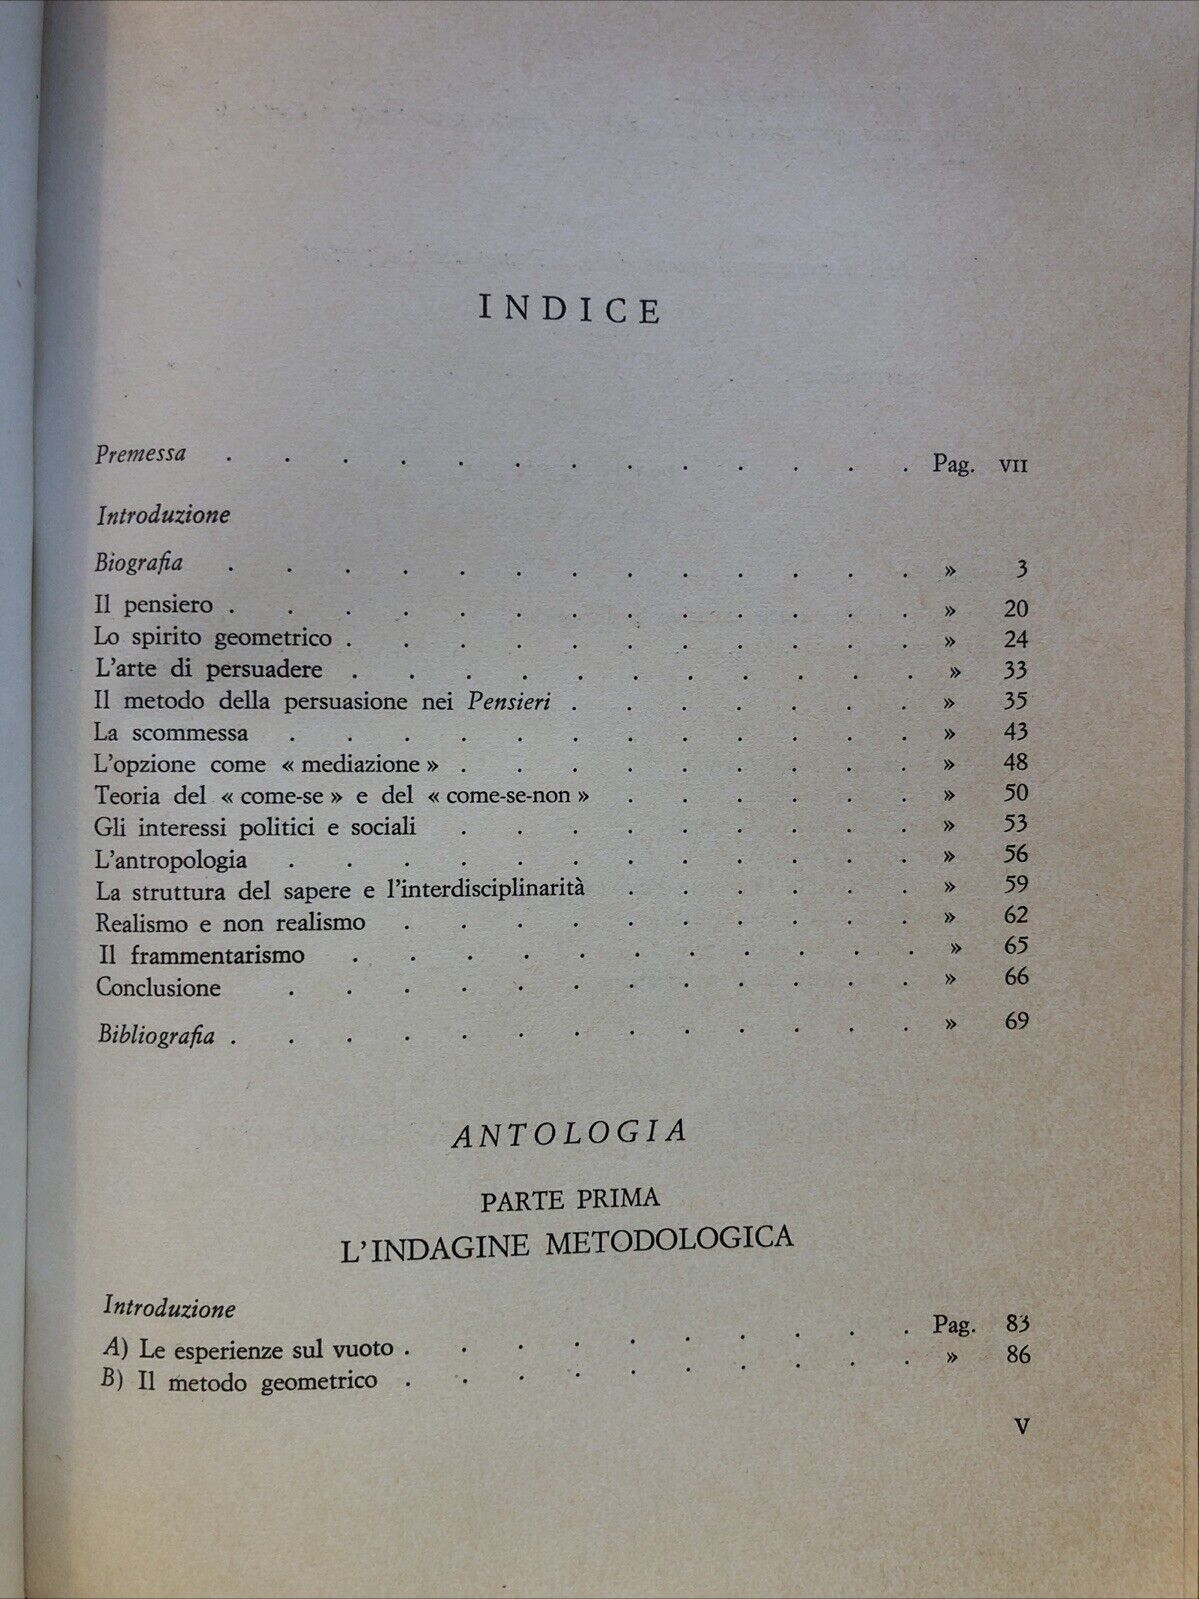 INDICE
Premessa . . . . . . . . . . . . . Pag. VII
Introduzione
Biografia . . . . . . . . . . . . . » 3
Il pensiero . . . . . . . . . . . . . » 20
Lo spirito geometrico . . . . . . . . . . . » 24
L'arte di persuadere . . . . . . . . . . . » 33
Il metodo della persuasione nei Pensieri . . . . . . . » 35
La scommessa . . . . . . . . . . . . » 43
L'opzione come « mediazione » . . . . . . . . . » 48
Teoria del « come-se » e del « come-se-non » . . . . . . » 50
Gli interessi politici e sociali . . . . . . . . . » 53
L'antropologia . . . . . . . . . . . . » 56
La struttura del sapere e l'interdisciplinarità . . . . . . » 59
Realismo e non realismo . . . . . . . . . . » 62
Il frammentarismo . . . . . . . . . . . » 65
Conclusione . . . . . . . . . . . . » 66
Bibliografia . . . . . . . . . . . . . » 69
ANTOLOGIA
PARTE PRIMA
L'INDAGINE METODOLOGICA
Introduzione
A) Le esperienze sul vuoto . . . . . . . . . . Pag. 83
B) Il metodo geometrico . . . . . . . . . . » 86
V